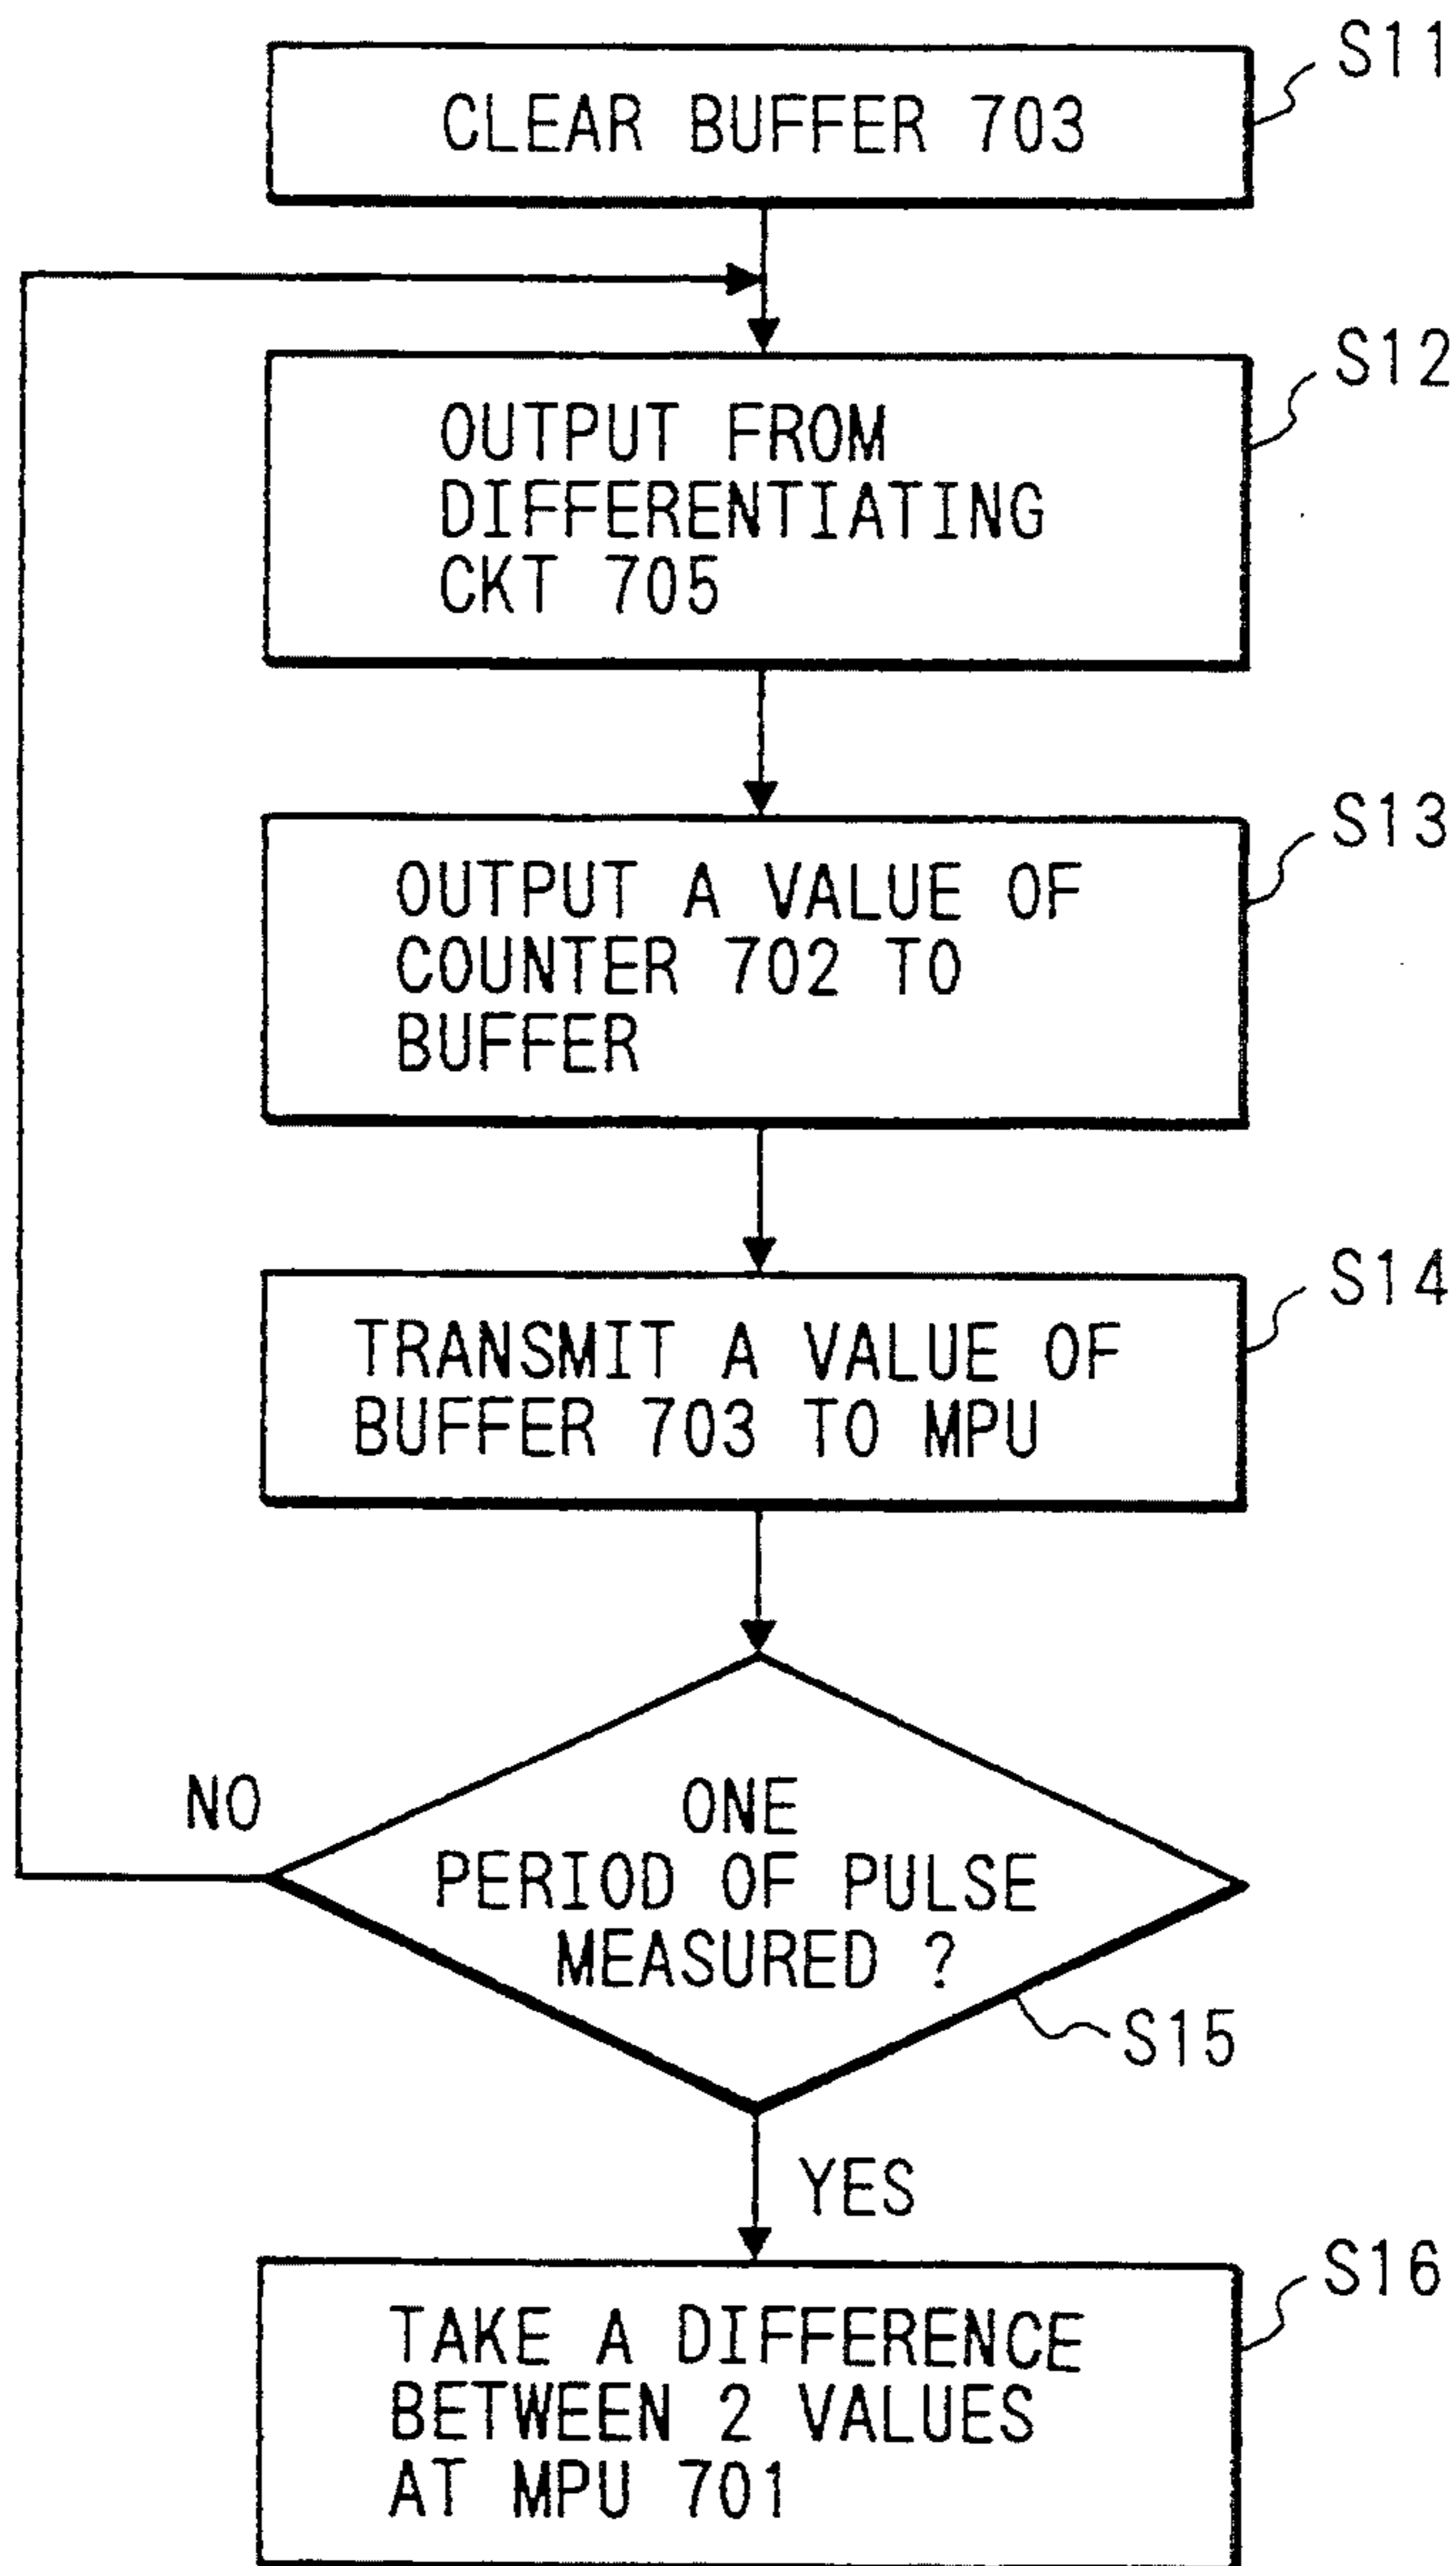 S11
CLEAR BUFFER 703
S12
OUTPUT FROM
DIFFERENTIATING
CKT 705
S13
OUTPUT A VALUE OF
COUNTER 702 TO
BUFFER
S14
TRANSMIT A VALUE OF
BUFFER 703 TO MPU
NO
ONE
PERIOD OF PULSE
MEASURED ?
S15
YES
S16
TAKE A DIFFERENCE
BETWEEN 2 VALUES
AT MPU 701